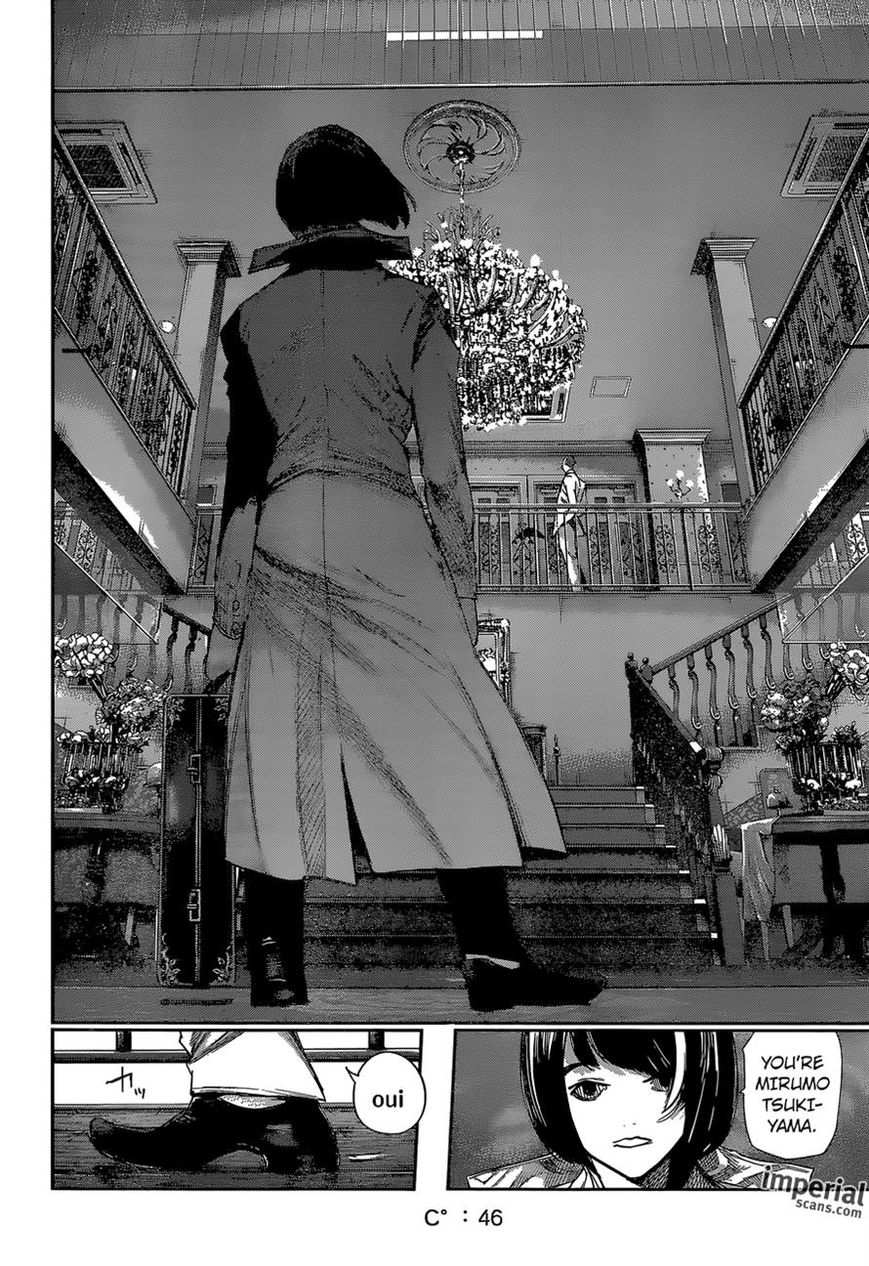 YOU'RE
MIRUMO
TSUKI-
YAMA.
oui
カッ
imperial
scans.com
C° : 46